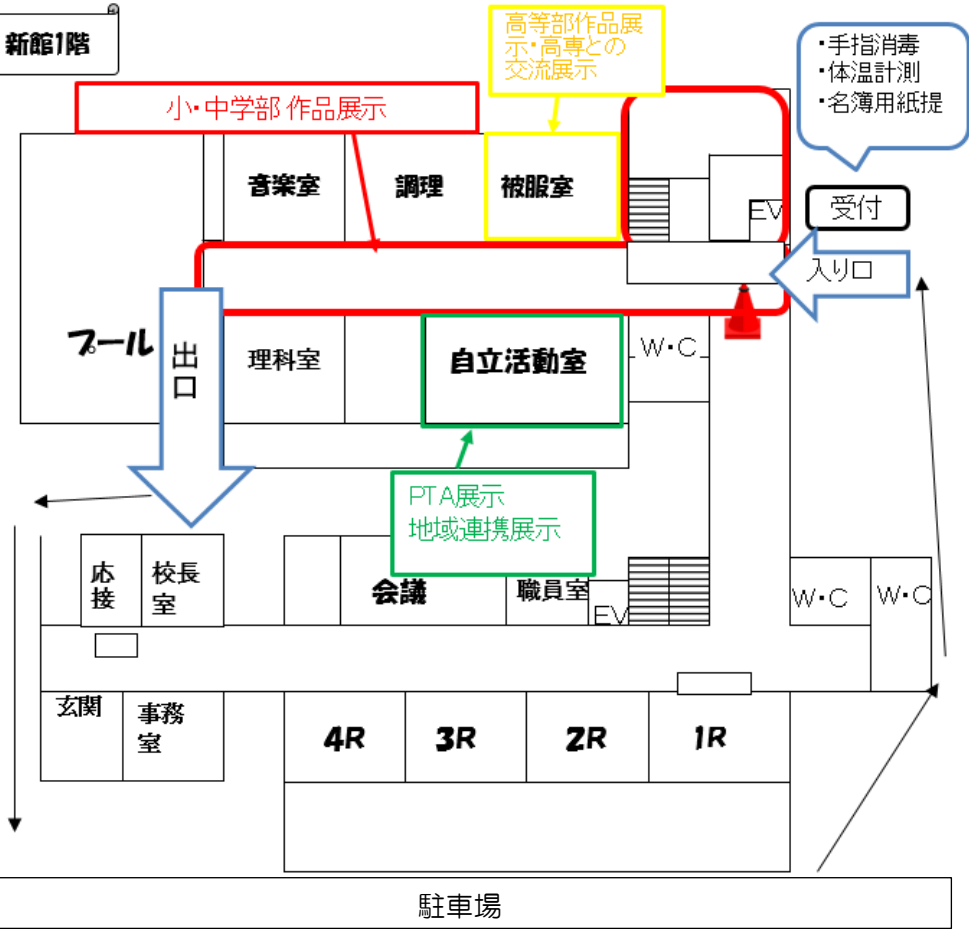 新館1階
高等部作品展
示・高専との
交流展示
・手指消毒
・体温計測
・名簿用紙提
小・中学部 作品展示
音楽室
調理
被服室
EV
受付
入り口
プール
出口
理科室
自立活動室
W・C
PTA展示
地域連携展示
応接
校長室
会議
職員室
EV
W・C
W・C
玄関
事務室
4R
3R
2R
1R
駐車場